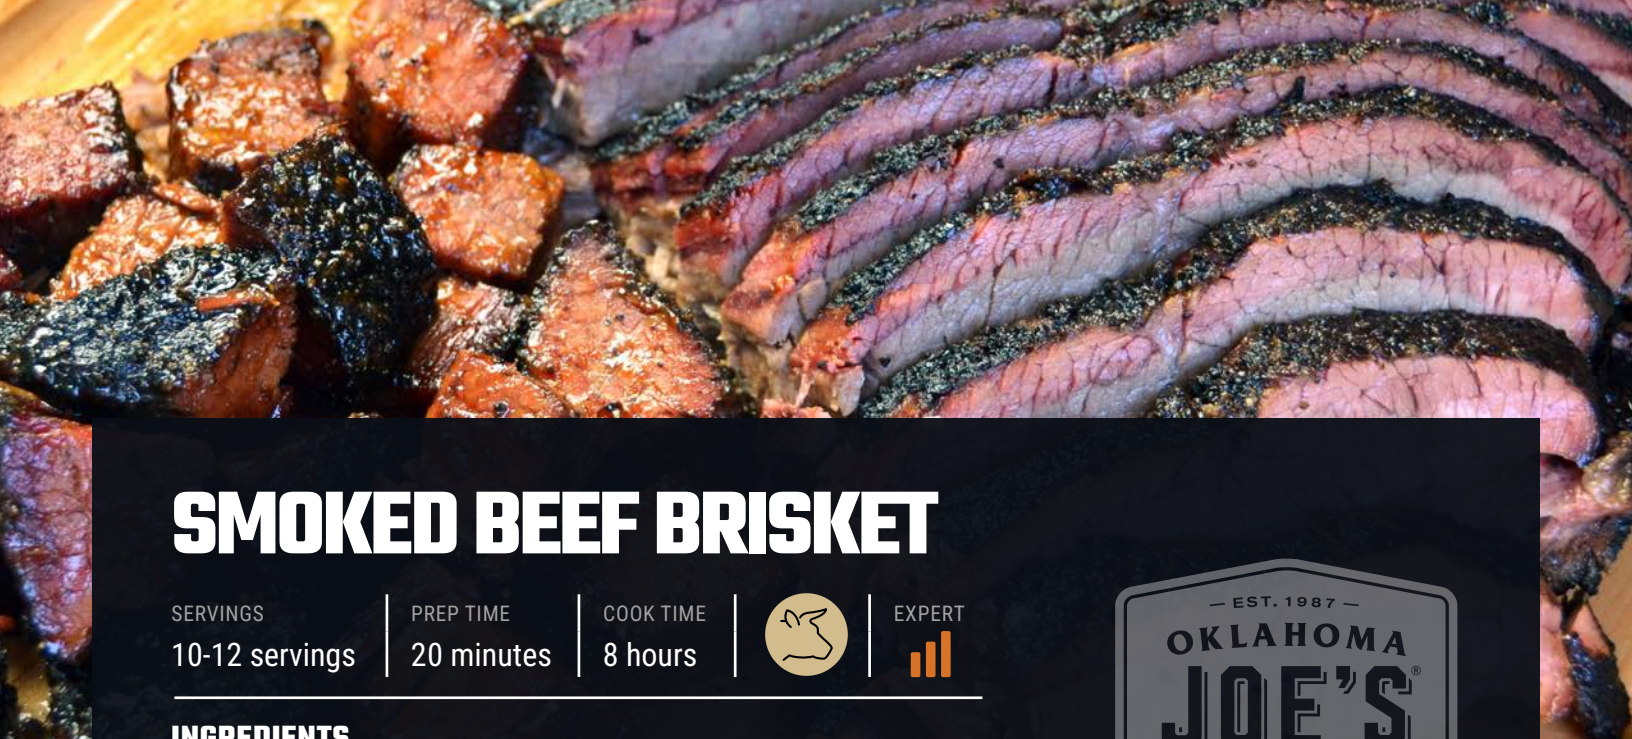 SMOKED BEEF BRISKET
SERVINGS
10-12 servings
PREP TIME
20 minutes
COOK TIME
8 hours
EXPERT
EST. 1987
OKLAHOMA
JOE'S®
INGREDIENTS